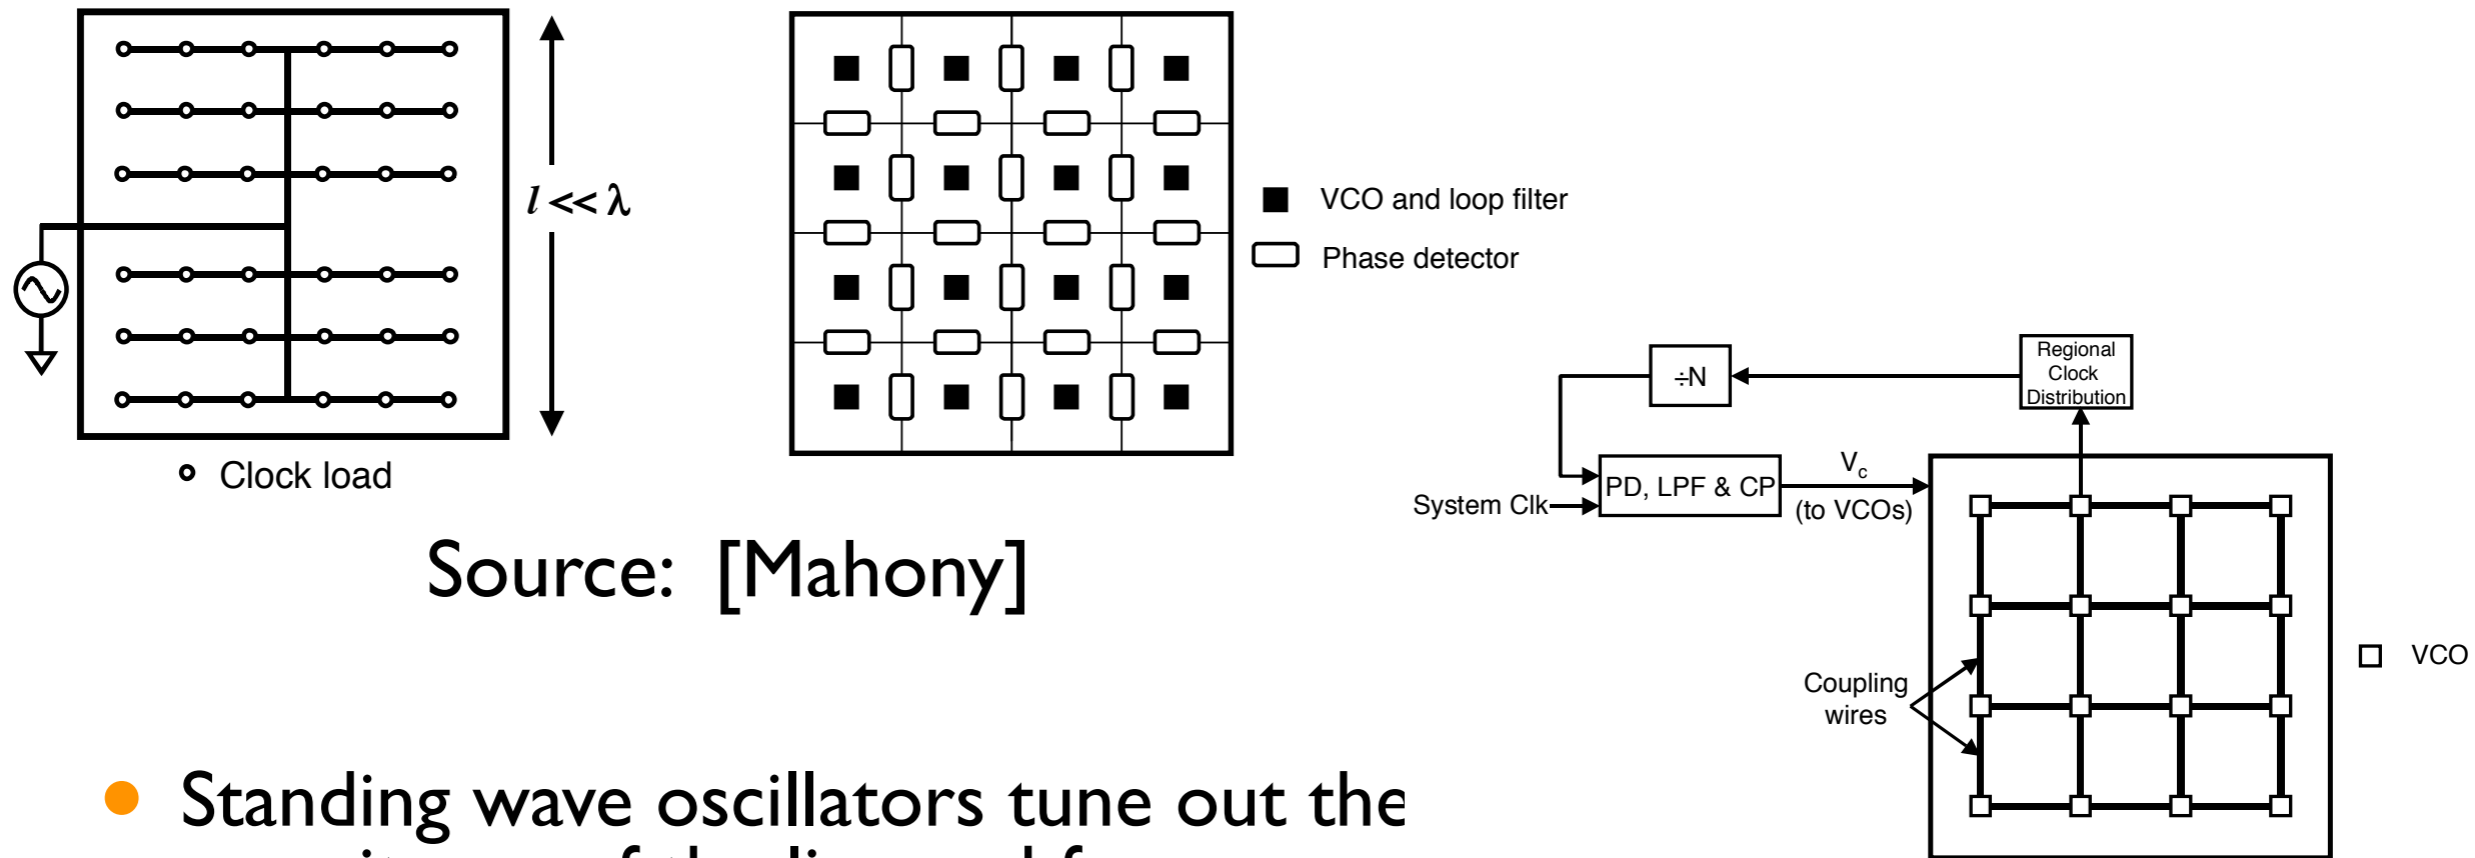 l << λ
Clock load
VCO and loop filter
Phase detector
Source: [Mahony]
÷N
Regional
Clock
Distribution
System Clk
PD, LPF & CP
Vc
(to VCOs)
Coupling
wires
VCO
• Standing wave oscillators tune out the